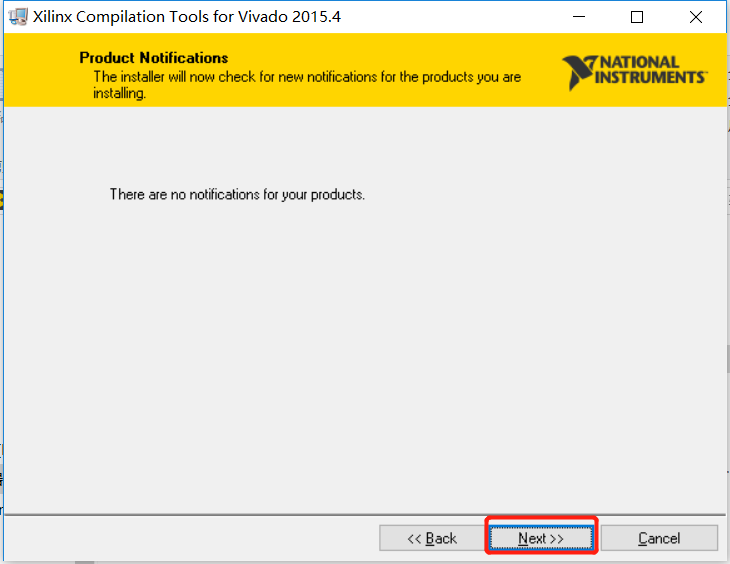 Xilinx Compilation Tools for Vivado 2015.4
Product Notifications
The installer will now check for new notifications for the products you are
installing.
NATIONAL
INSTRUMENTS
There are no notifications for your products.
<< Back
Next >>
Cancel